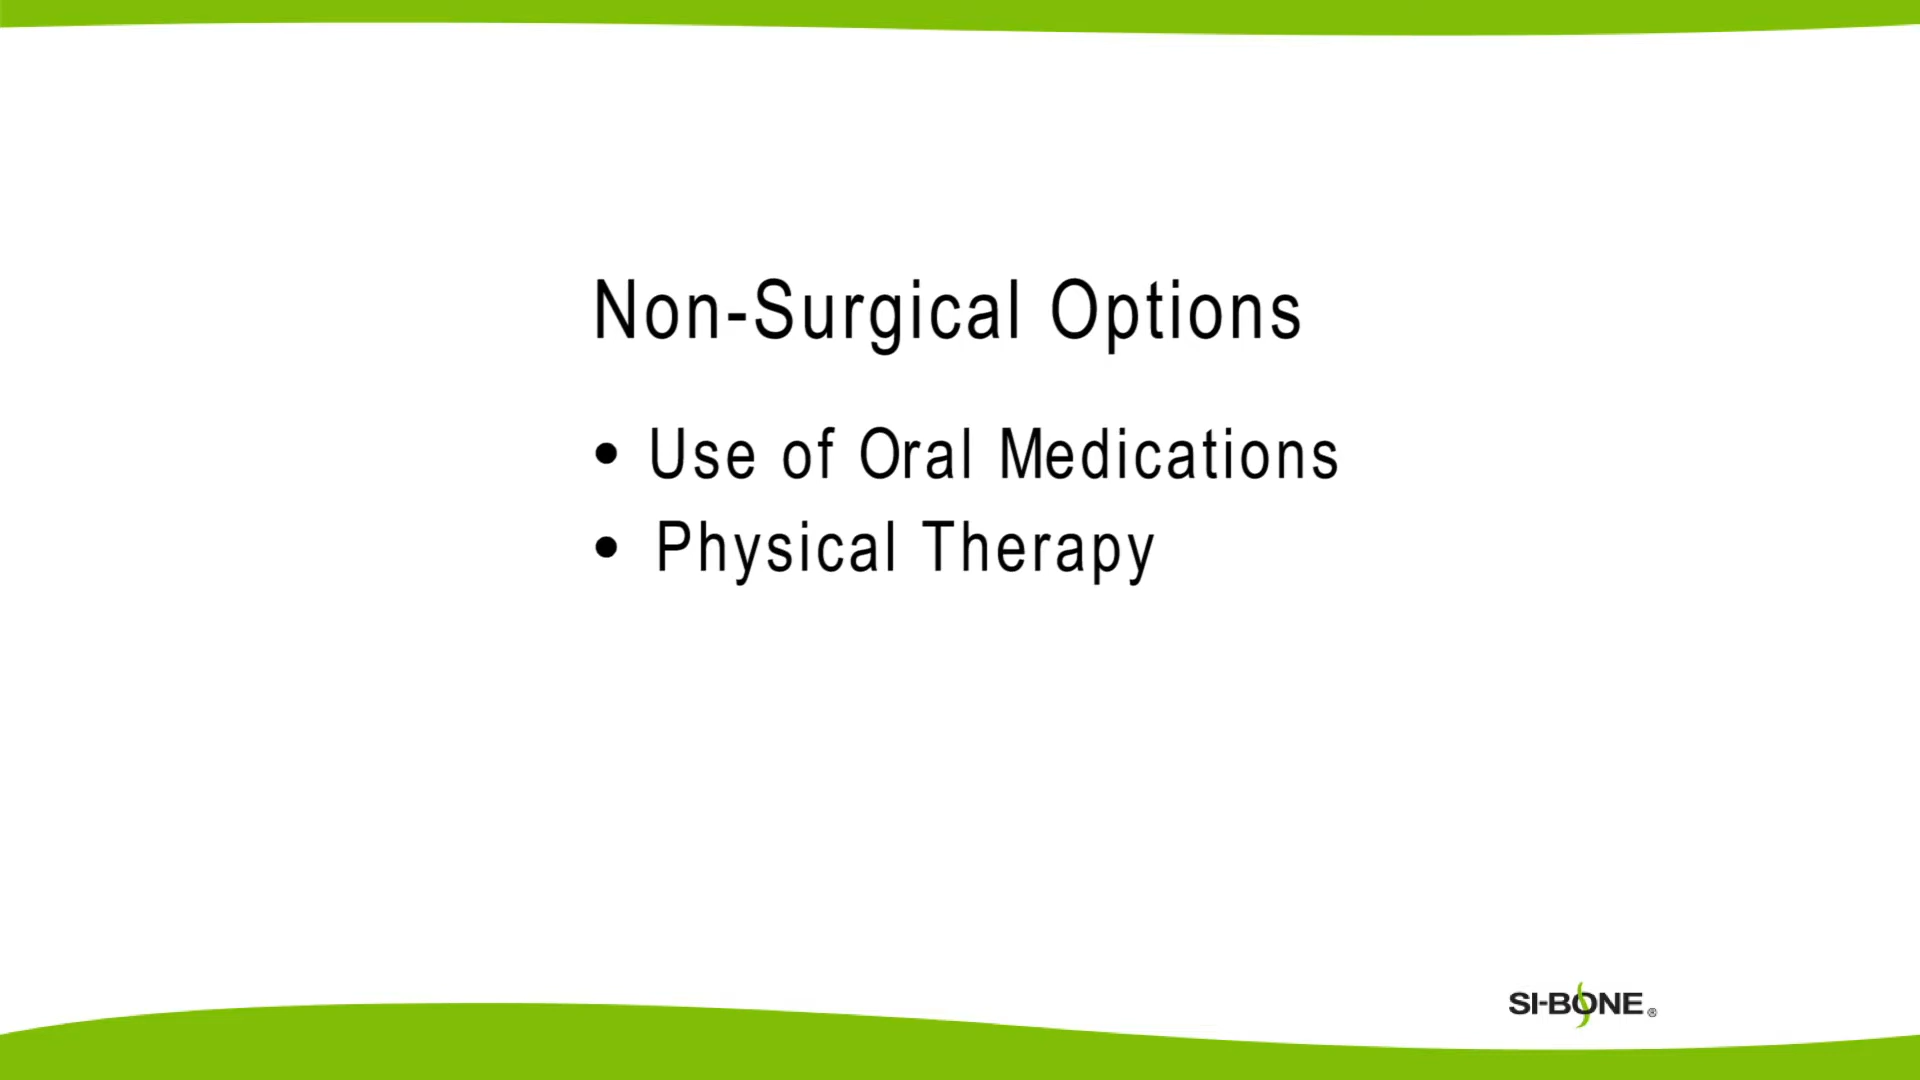 Non-Surgical Options
• Use of Oral Medications
• Physical Therapy
SI-BONE®